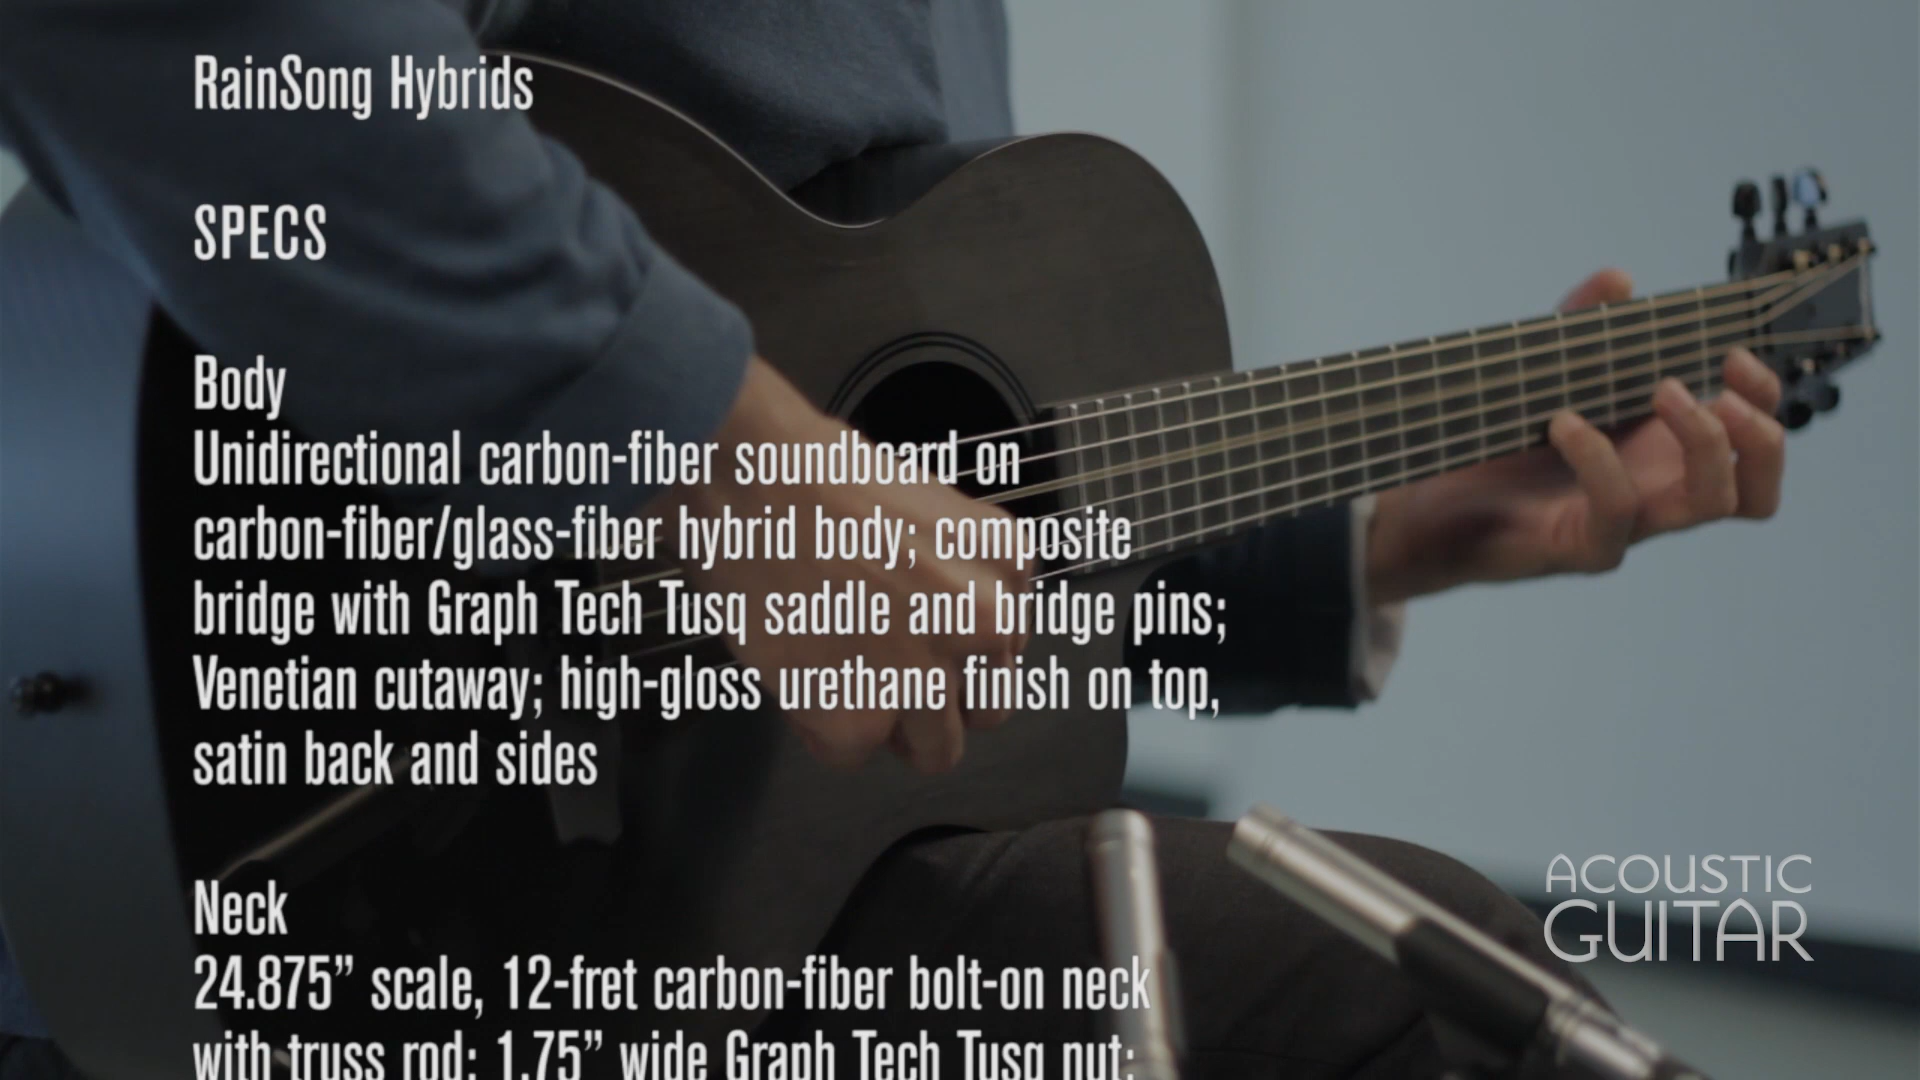 RainSong Hybrids
SPECS
Body
Unidirectional carbon-fiber soundboard on
carbon-fiber/glass-fiber hybrid body; composite
bridge with Graph Tech Tusq saddle and bridge pins;
Venetian cutaway; high-gloss urethane finish on top,
satin back and sides
Neck
24.875” scale, 12-fret carbon-fiber bolt-on neck
with truss rod; 1.75” wide Graph Tech Tusq nut;
ACOUSTIC
GUITAR